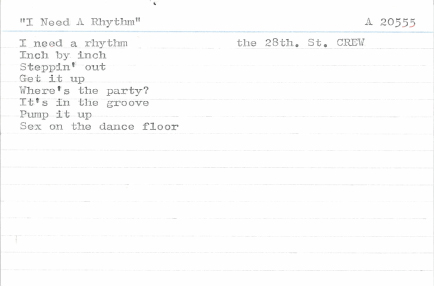 "I Need A Rhythm" A 20555
I need a rhythm the 28th. St. CREW
Inch by inch
Steppin' out
Get it up
Where's the party?
It's in the groove
Pump it up
Sex on the dance floor